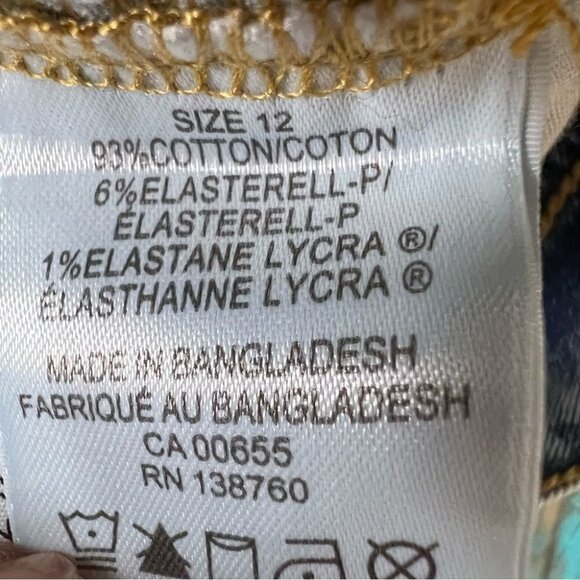 SIZE 12
93%COTTON/COTON
6%ELASTERELL-P/
ÉLASTERELL-P
1%ELASTANE LYCRA ®/
ÉLASTHANNE LYCRA ®
MADE IN BANGLADESH
FABRIQUÉ AU BANGLADESH
CA 00655
RN 138760